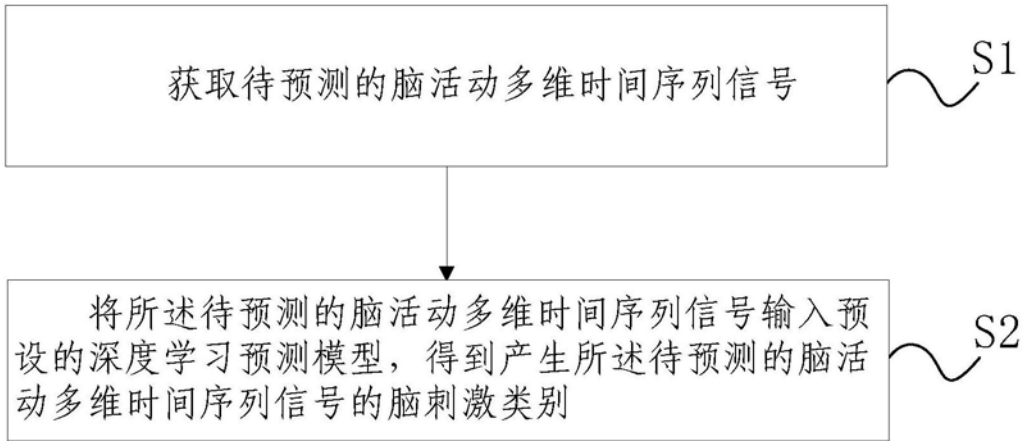 获取待预测的脑活动多维时间序列信号
S1
将所述待预测的脑活动多维时间序列信号输入预
设的深度学习预测模型，得到产生所述待预测的脑活
动多维时间序列信号的脑刺激类别
S2